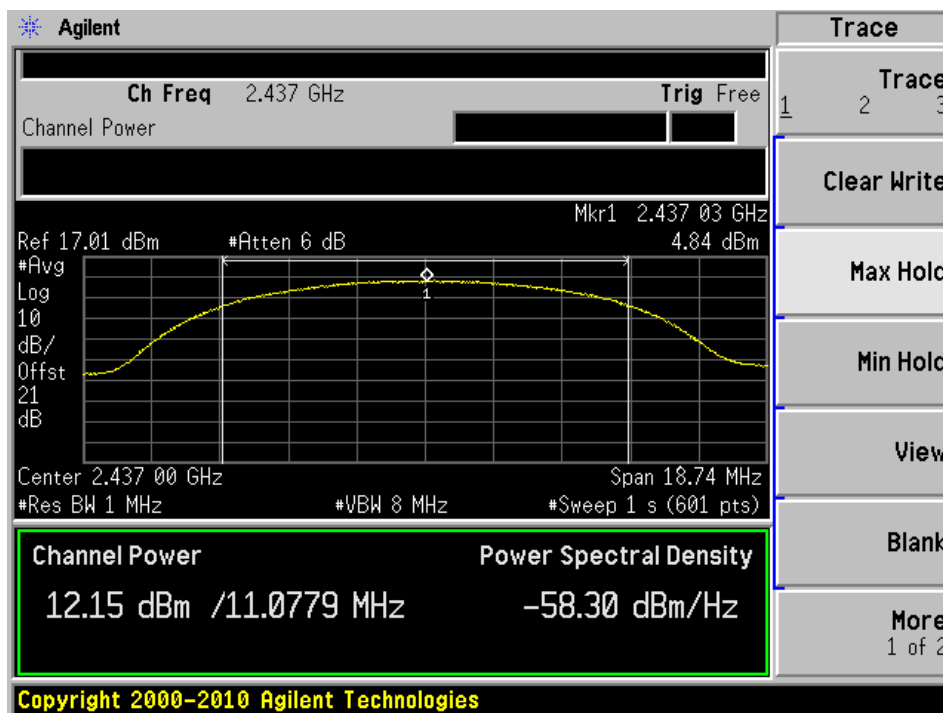 Agilent
Trace
Ch Freq 2.437 GHz
Trig Free
Channel Power
Trace
1 2 3
Clear Write
Mkr1 2.437 03 GHz
Ref 17.01 dBm #Atten 6 dB 4.84 dBm
#Avg
Log
10
dB/
Offst
21
dB
1
Max Hold
Min Hold
View
Center 2.437 00 GHz Span 18.74 MHz
#Res BW 1 MHz #VBW 8 MHz #Sweep 1 s (601 pts)
Blank
Channel Power Power Spectral Density
12.15 dBm /11.0779 MHz -58.30 dBm/Hz
More
1 of 2
Copyright 2000-2010 Agilent Technologies